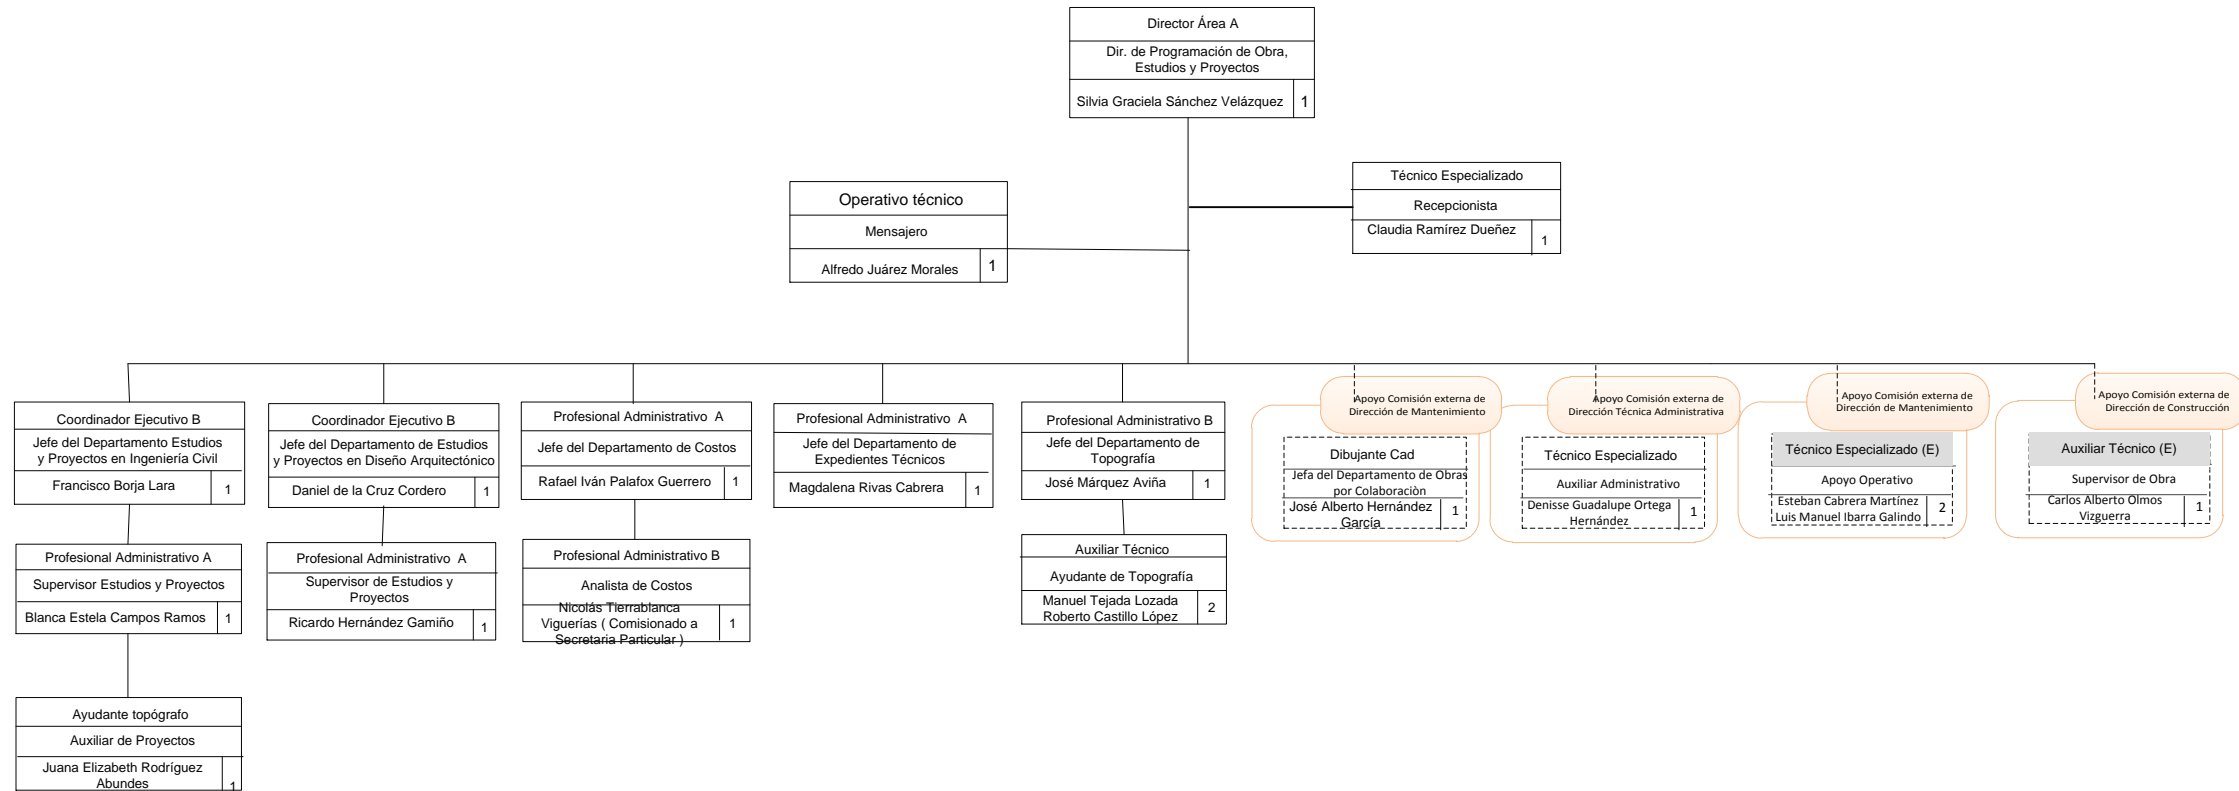 Director Área A
Dir. de Programación de Obra,
Estudios y Proyectos
Silvia Graciela Sánchez Velázquez 1
Operativo técnico
Mensajero
Alfredo Juárez Morales 1
Técnico Especializado
Recepcionista
Claudia Ramírez Dueñez 1
Coordinador Ejecutivo B
Jefe del Departamento Estudios
y Proyectos en Ingeniería Civil
Francisco Borja Lara 1
Profesional Administrativo A
Supervisor Estudios y Proyectos
Blanca Estela Campos Ramos 1
Ayudante topógrafo
Auxiliar de Proyectos
Juana Elizabeth Rodríguez
Abundes 1
Coordinador Ejecutivo B
Jefe del Departamento de Estudios
y Proyectos en Diseño Arquitectónico
Daniel de la Cruz Cordero 1
Profesional Administrativo A
Supervisor de Estudios y
Proyectos
Ricardo Hernández Gamiño 1
Profesional Administrativo A
Jefe del Departamento de Costos
Rafael Iván Palafox Guerrero 1
Profesional Administrativo B
Analista de Costos
Nicolás Tierrablanca
Viguerías ( Comisionado a 1
Secretaria Particular )
Profesional Administrativo A
Jefe del Departamento de
Expedientes Técnicos
Magdalena Rivas Cabrera 1
Profesional Administrativo B
Jefe del Departamento de
Topografía
José Márquez Aviña 1
Auxiliar Técnico
Ayudante de Topografía
Manuel Tejada Lozada
Roberto Castillo López 2
Apoyo Comisión externa de
Dirección de Mantenimiento
Dibujante Cad
Jefa del Departamento de Obras
por Colaboraciòn
José Alberto Hernández
García 1
Apoyo Comisión externa de
Dirección Técnica Administrativa
Técnico Especializado
Auxiliar Administrativo
Denisse Guadalupe Ortega
Hernández 1
Apoyo Comisión externa de
Dirección de Mantenimiento
Técnico Especializado (E)
Apoyo Operativo
Esteban Cabrera Martínez
Luis Manuel Ibarra Galindo 2
Apoyo Comisión externa de
Dirección de Construcción
Auxiliar Técnico (E)
Supervisor de Obra
Carlos Alberto Olmos
Vizguerra 1